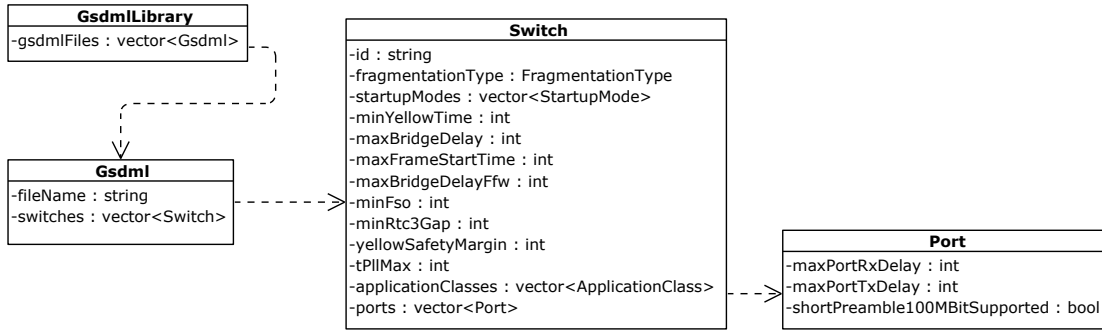 GsdmlLibrary
-gsdmlFiles : vector<Gsdml>
Gsdml
-fileName : string
-switches : vector<Switch>
Switch
-id : string
-fragmentationType : FragmentationType
-startupModes : vector<StartupMode>
-minYellowTime : int
-maxBridgeDelay : int
-maxFrameStartTime : int
-maxBridgeDelayFfw : int
-minFso : int
-minRtc3Gap : int
-yellowSafetyMargin : int
-tPllMax : int
-applicationClasses : vector<ApplicationClass>
-ports : vector<Port>
Port
-maxPortRxDelay : int
-maxPortTxDelay : int
-shortPreamble100MBitSupported : bool